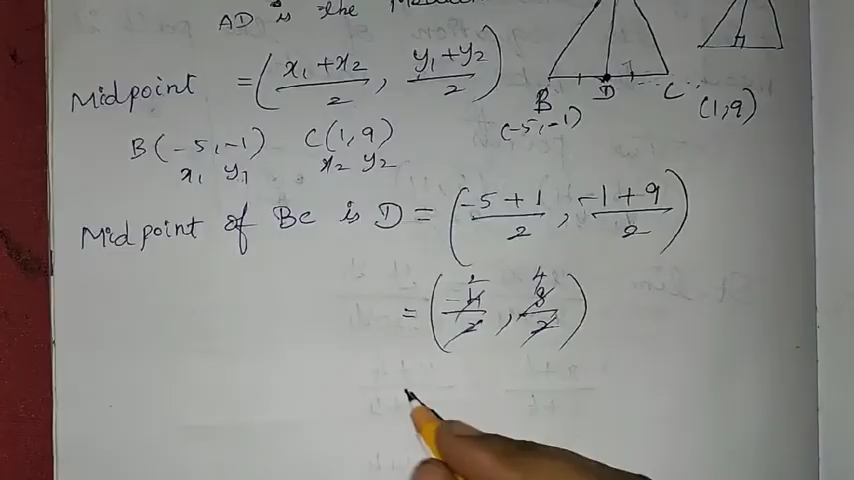 AD is the Median
Midpoint = (x1 + x2 / 2 , y1 + y2 / 2)
B D C
(-5,-1) (1,9)
B(-5,-1) C(1,9)
x1 y1 x2 y2
Midpoint of BC is D = (-5 + 1 / 2 , -1 + 9 / 2)
2 4
= (-4 / 2 , 8 / 2)